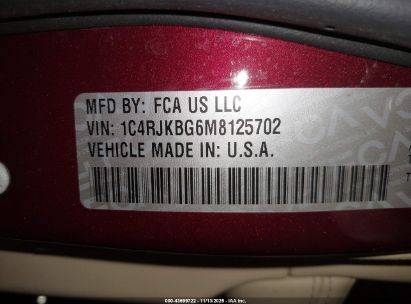 MFD BY: FCA US LLC
VIN: 1C4RJKBG6M8125702
VEHICLE MADE IN: U.S.A.